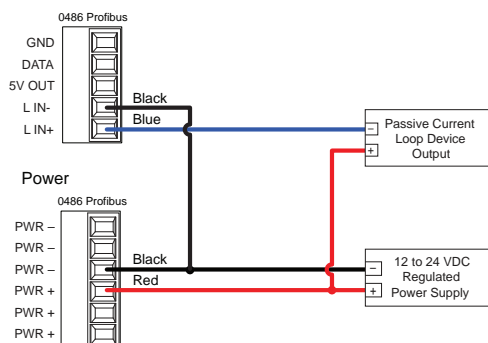 0486 Profibus
GND
DATA
5V OUT
L IN-
L IN+
Black
Blue
− Passive Current
Loop Device
+ Output
Power
0486 Profibus
PWR –
PWR –
PWR –
PWR +
PWR +
PWR +
Black
Red
− 12 to 24 VDC
Regulated
+ Power Supply